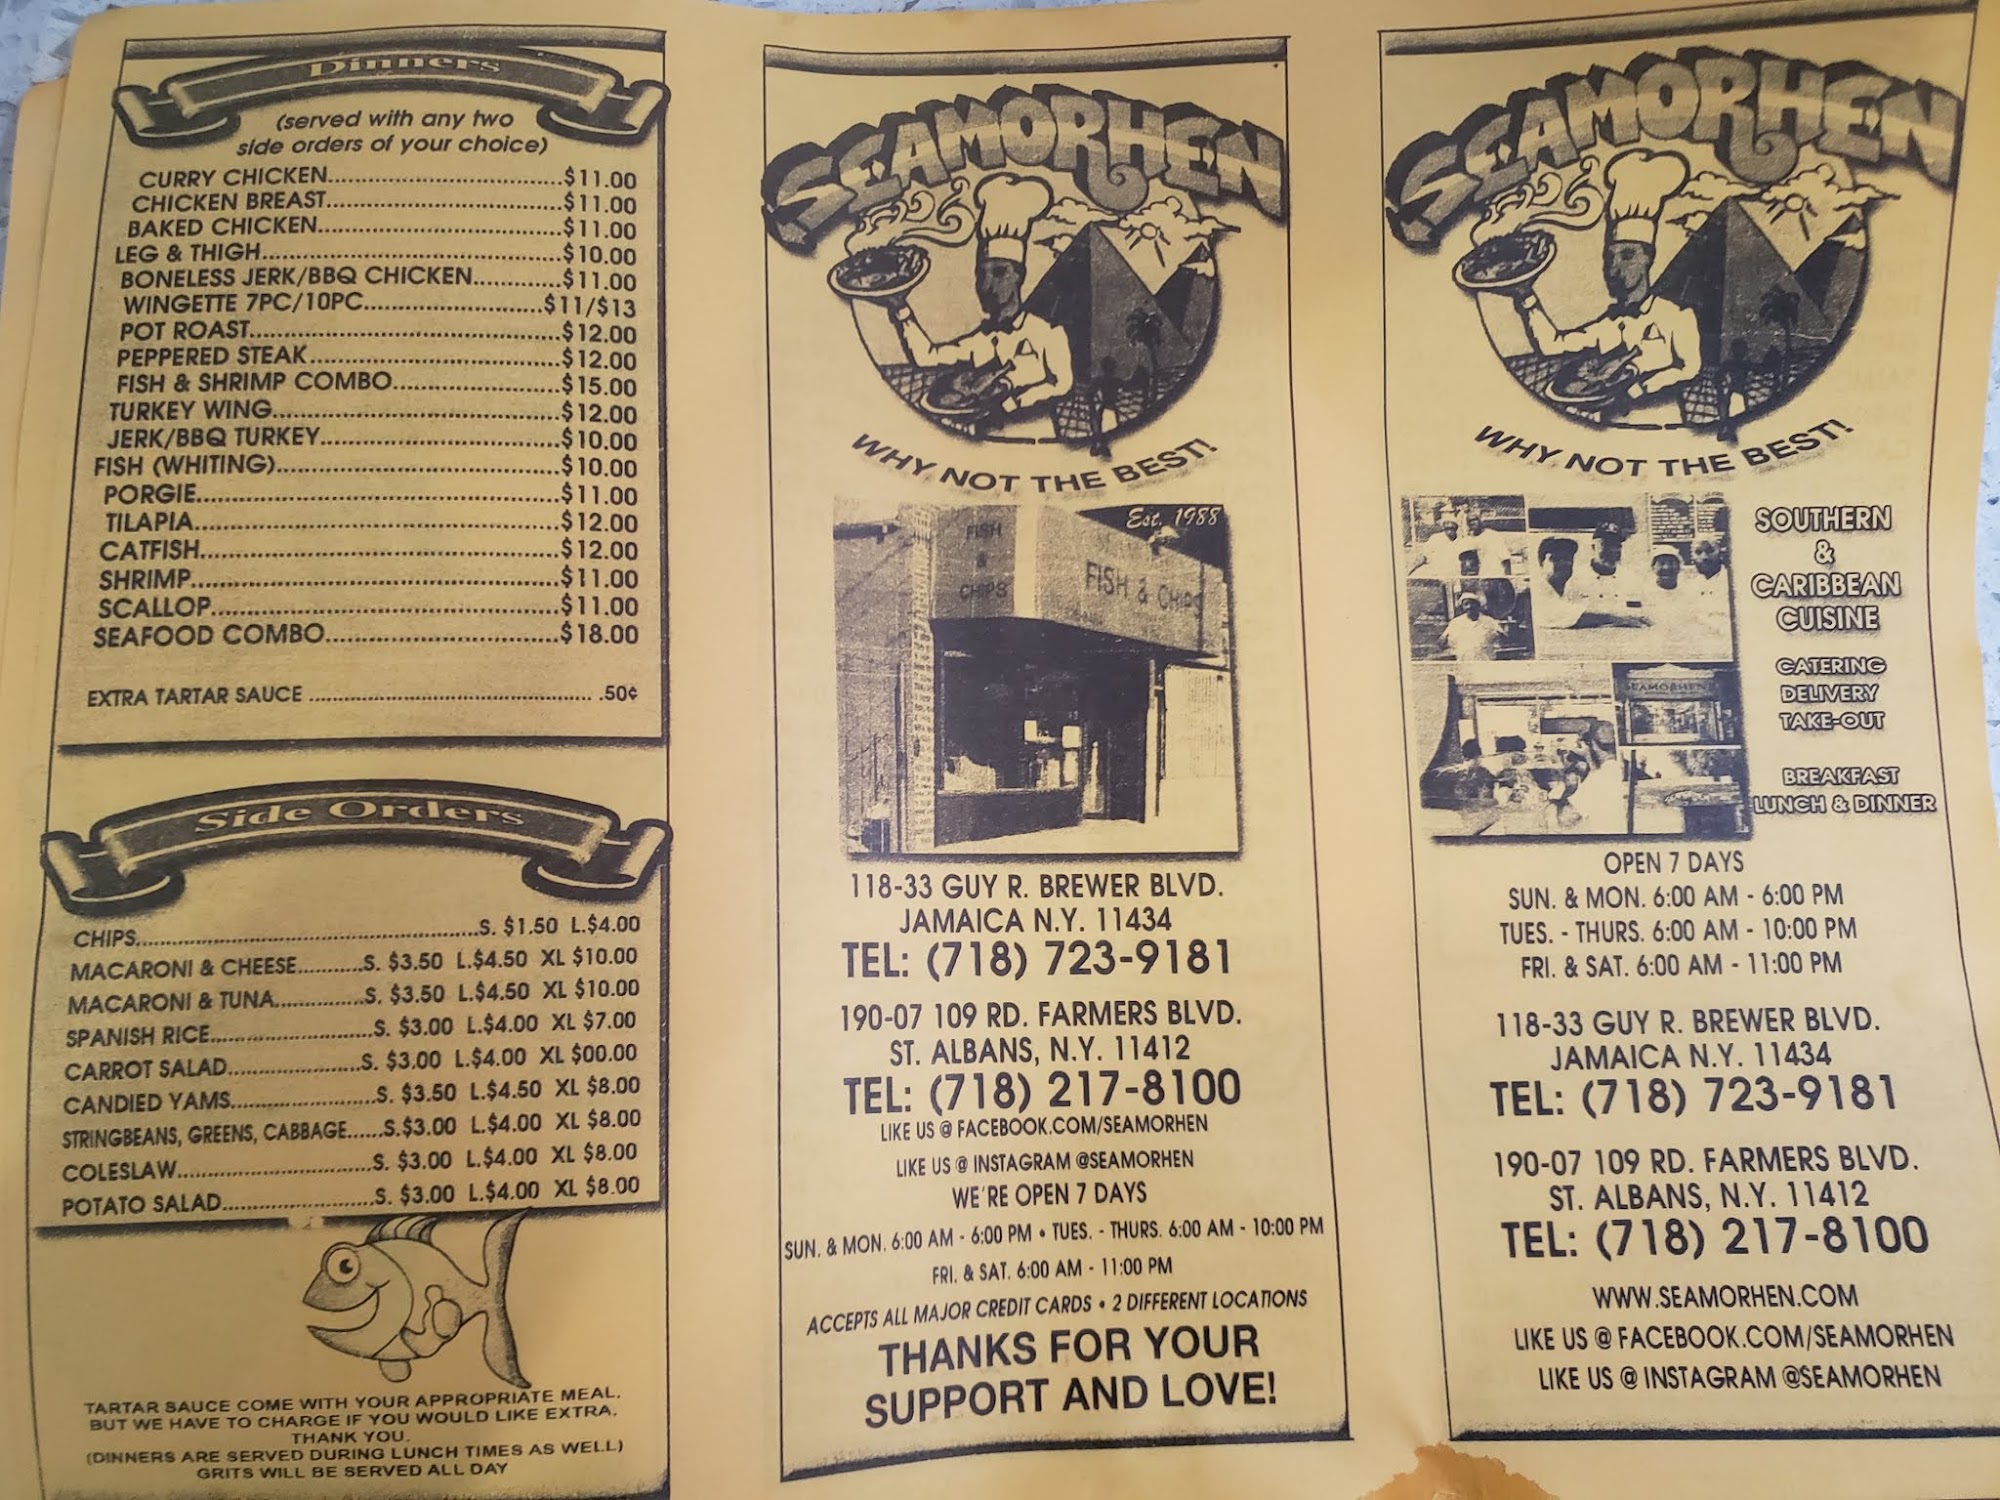 Dinners
(served with any two
side orders of your choice)
CURRY CHICKEN..............................$11.00
CHICKEN BREAST..............................$11.00
BAKED CHICKEN..............................$11.00
LEG & THIGH..............................$10.00
BONELESS JERK/BBQ CHICKEN............$11.00
WINGETTE 7PC/10PC........................$11/$13
POT ROAST..............................$12.00
PEPPERED STEAK..............................$12.00
FISH & SHRIMP COMBO.....................$15.00
TURKEY WING..............................$12.00
JERK/BBQ TURKEY..............................$10.00
FISH (WHITING)..............................$10.00
PORGIE..............................$11.00
TILAPIA..............................$12.00
CATFISH..............................$12.00
SHRIMP..............................$11.00
SCALLOP..............................$11.00
SEAFOOD COMBO..............................$18.00
EXTRA TARTAR SAUCE .............................. .50¢
Side Orders
CHIPS..............................S. $1.50 L.$4.00
MACARONI & CHEESE...........S. $3.50 L.$4.50 XL $10.00
MACARONI & TUNA...............S. $3.50 L.$4.50 XL $10.00
SPANISH RICE...........................S. $3.00 L.$4.00 XL $7.00
CARROT SALAD......................S. $3.00 L.$4.00 XL $00.00
CANDIED YAMS........................S. $3.50 L.$4.50 XL $8.00
STRINGBEANS, GREENS, CABBAGE......S.$3.00 L.$4.00 XL $8.00
COLESLAW................................S. $3.00 L.$4.00 XL $8.00
POTATO SALAD.........................S. $3.00 L.$4.00 XL $8.00
TARTAR SAUCE COME WITH YOUR APPROPRIATE MEAL.
BUT WE HAVE TO CHARGE IF YOU WOULD LIKE EXTRA.
THANK YOU.
(DINNERS ARE SERVED DURING LUNCH TIMES AS WELL)
GRITS WILL BE SERVED ALL DAY
SEAMORHEN
WHY NOT THE BEST!
Est. 1988
FISH
&
CHIPS
FISH & CHIPS
118-33 GUY R. BREWER BLVD.
JAMAICA N.Y. 11434
TEL: (718) 723-9181
190-07 109 RD. FARMERS BLVD.
ST. ALBANS, N.Y. 11412
TEL: (718) 217-8100
LIKE US @ FACEBOOK.COM/SEAMORHEN
LIKE US @ INSTAGRAM @SEAMORHEN
WE'RE OPEN 7 DAYS
SUN. & MON. 6:00 AM - 6:00 PM • TUES. - THURS. 6:00 AM - 10:00 PM
FRI. & SAT. 6:00 AM - 11:00 PM
ACCEPTS ALL MAJOR CREDIT CARDS • 2 DIFFERENT LOCATIONS
THANKS FOR YOUR
SUPPORT AND LOVE!
SEAMORHEN
WHY NOT THE BEST!
SEAMORHEN
SOUTHERN
&
CARIBBEAN
CUISINE
CATERING
DELIVERY
TAKE-OUT
BREAKFAST
LUNCH & DINNER
OPEN 7 DAYS
SUN. & MON. 6:00 AM - 6:00 PM
TUES. - THURS. 6:00 AM - 10:00 PM
FRI. & SAT. 6:00 AM - 11:00 PM
118-33 GUY R. BREWER BLVD.
JAMAICA N.Y. 11434
TEL: (718) 723-9181
190-07 109 RD. FARMERS BLVD.
ST. ALBANS, N.Y. 11412
TEL: (718) 217-8100
WWW.SEAMORHEN.COM
LIKE US @ FACEBOOK.COM/SEAMORHEN
LIKE US @ INSTAGRAM @SEAMORHEN